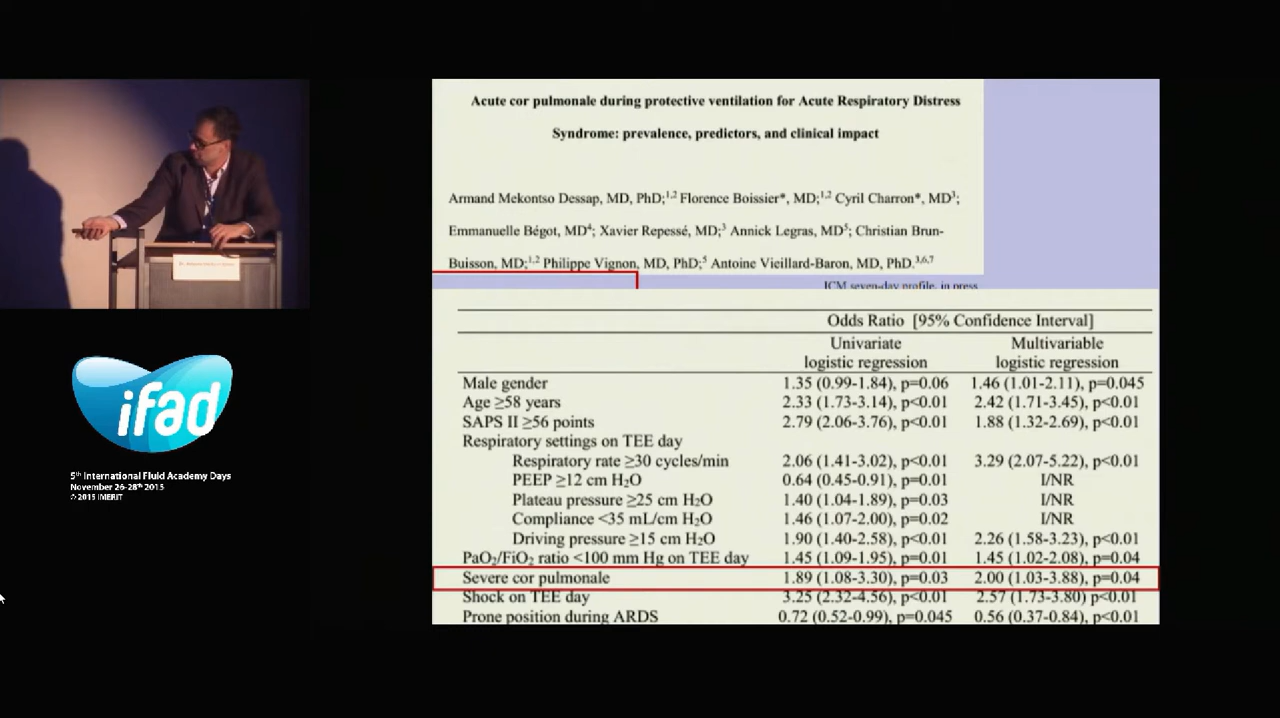 Acute cor pulmonale during protective ventilation for Acute Respiratory Distress
Syndrome: prevalence, predictors, and clinical impact
Armand Mekontso Dessap, MD, PhD;1,2 Florence Boissier*, MD;1,2 Cyril Charron*, MD3;
Emmanuelle Bégot, MD4; Xavier Repessé, MD;3 Annick Legras, MD5; Christian Brun-
Buisson, MD;1,2 Philippe Vignon, MD, PhD;5 Antoine Vieillard-Baron, MD, PhD.3,6,7
ICM seven-day profile, in press
Odds Ratio [95% Confidence Interval]
Univariate logistic regression Multivariable logistic regression
Male gender 1.35 (0.99-1.84), p=0.06 1.46 (1.01-2.11), p=0.045
Age ≥58 years 2.33 (1.73-3.14), p<0.01 2.42 (1.71-3.45), p<0.01
SAPS II ≥56 points 2.79 (2.06-3.76), p<0.01 1.88 (1.32-2.69), p<0.01
Respiratory settings on TEE day
Respiratory rate ≥30 cycles/min 2.06 (1.41-3.02), p<0.01 3.29 (2.07-5.22), p<0.01
PEEP ≥12 cm H2O 0.64 (0.45-0.91), p=0.01 I/NR
Plateau pressure ≥25 cm H2O 1.40 (1.04-1.89), p=0.03 I/NR
Compliance <35 mL/cm H2O 1.46 (1.07-2.00), p=0.02 I/NR
Driving pressure ≥15 cm H2O 1.90 (1.40-2.58), p<0.01 2.26 (1.58-3.23), p<0.01
PaO2/FiO2 ratio <100 mm Hg on TEE day 1.45 (1.09-1.95), p=0.01 1.45 (1.02-2.08), p=0.04
Severe cor pulmonale 1.89 (1.08-3.30), p=0.03 2.00 (1.03-3.88), p=0.04
Shock on TEE day 3.25 (2.32-4.56), p<0.01 2.57 (1.73-3.80) p<0.01
Prone position during ARDS 0.72 (0.52-0.99), p=0.045 0.56 (0.37-0.84), p<0.01
ifad
5th International Fluid Academy Days
November 26-28th 2015
© 2015 IMERIT